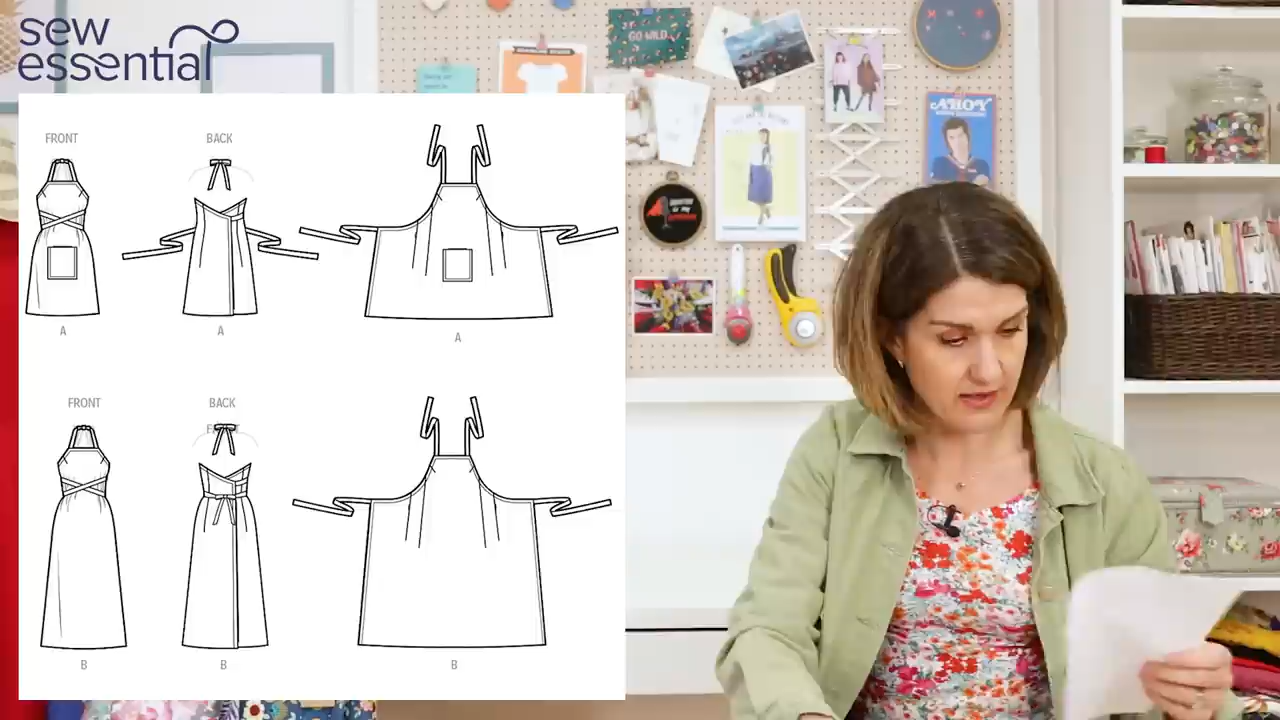 sew
essential
GO WILD
AHOY
FRONT
BACK
A
A
A
FRONT
BACK
B
B
B